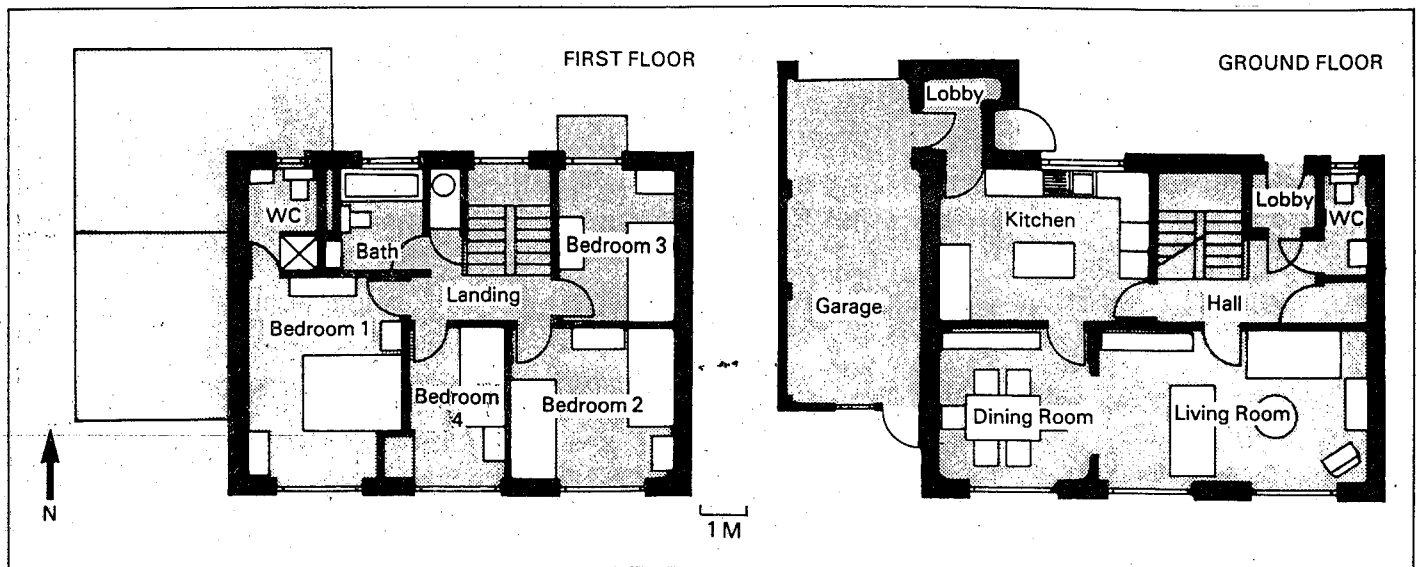 FIRST FLOOR
GROUND FLOOR
WC
Bath
Bedroom 3
Landing
Bedroom 1
Bedroom
4
Bedroom 2
N
1 M
Lobby
Kitchen
Lobby
WC
Garage
Hall
Dining Room
Living Room